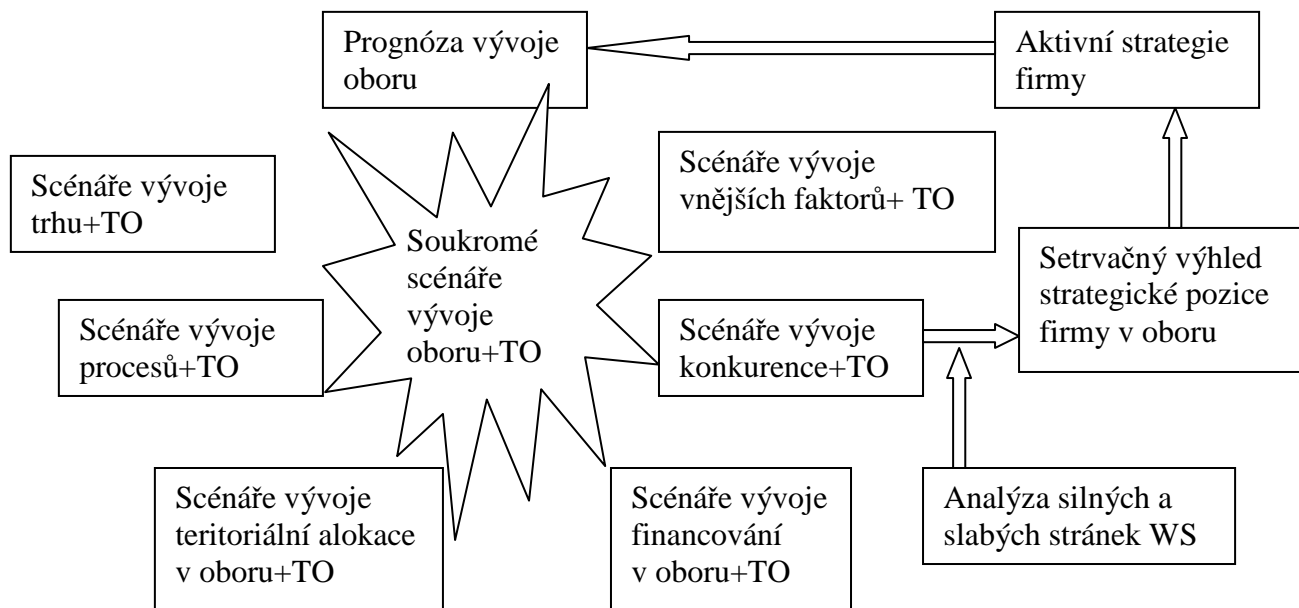 Prognóza vývoje
oboru
Aktivní strategie
firmy
Scénáře vývoje
trhu+TO
Scénáře vývoje
vnějších faktorů+ TO
Soukromé
scénáře
vývoje
oboru+TO
Setrvačný výhled
strategické pozice
firmy v oboru
Scénáře vývoje
procesů+TO
Scénáře vývoje
konkurence+TO
Scénáře vývoje
teritoriální alokace
v oboru+TO
Scénáře vývoje
financování
v oboru+TO
Analýza silných a
slabých stránek WS